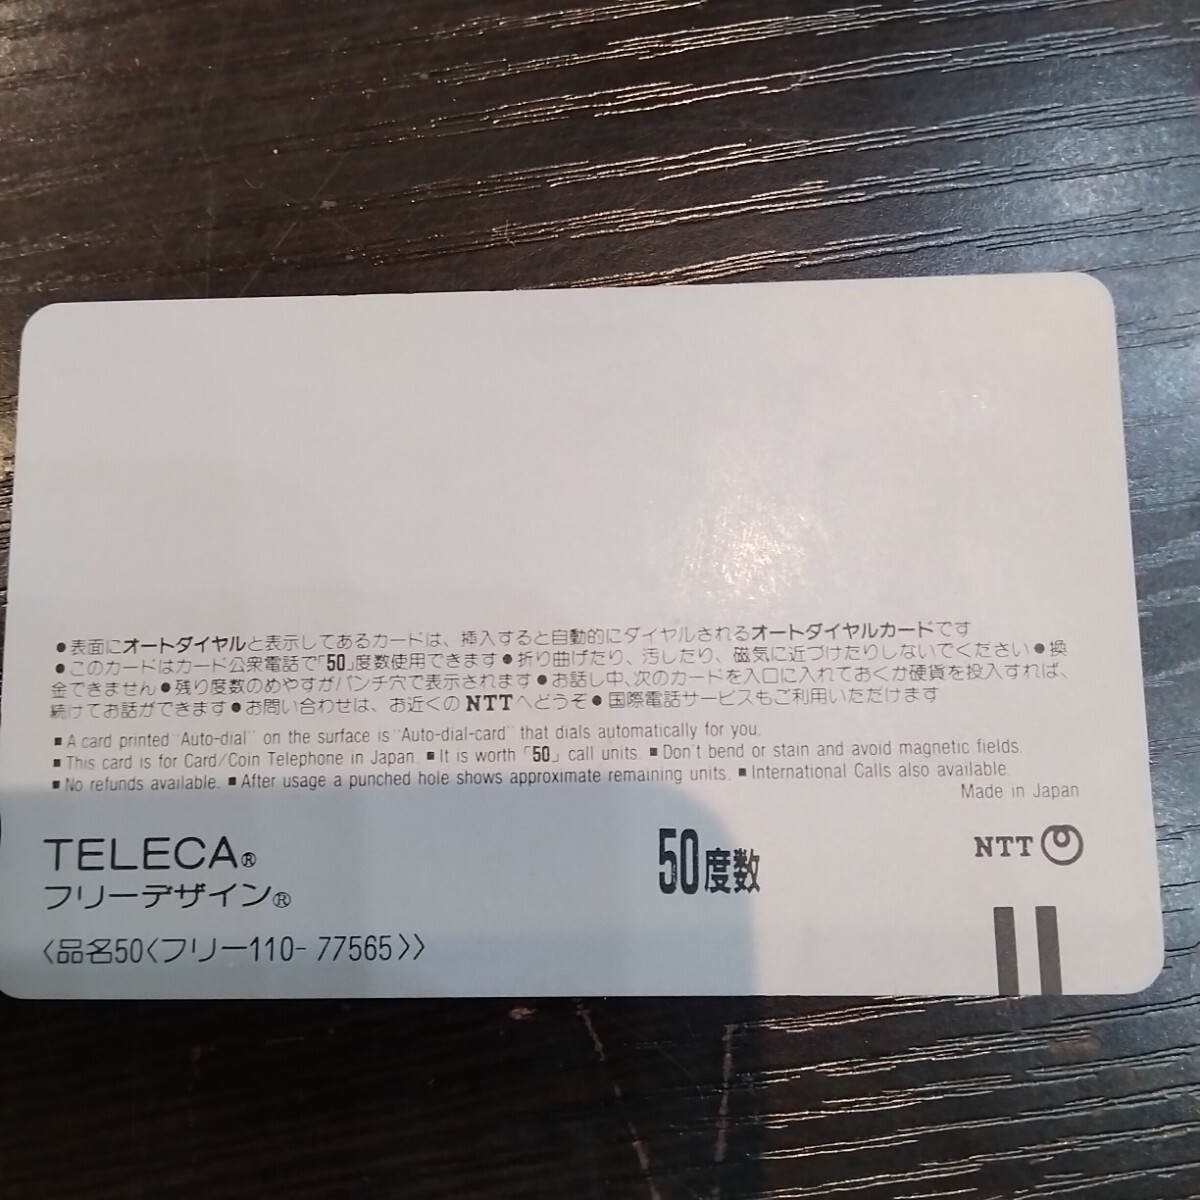 ●表面にオートダイヤルと表示してあるカードは、挿入すると自動的にダイヤルされるオートダイヤルカードです
●このカードはカード公衆電話で「50」度数使用できます●折り曲げたり、汚したり、磁気に近づけたりしないでください●換
金できません●残り度数のめやすがパンチ穴で表示されます●お話し中、次のカードを入口に入れておくか硬貨を投入すれば、
続けてお話ができます●お問い合わせは、お近くのNTTへどうぞ●国際電話サービスもご利用いただけます
■A card printed "Auto-dial" on the surface is "Auto-dial-card" that dials automatically for you.
■This card is for Card/Coin Telephone in Japan. ■It is worth「50」call units. ■Don't bend or stain and avoid magnetic fields.
■No refunds available. ■After usage a punched hole shows approximate remaining units. ■International Calls also available.
Made in Japan
TELECA®
フリーデザイン®
50度数
NTT
〈品名50〈フリー110-77565〉〉